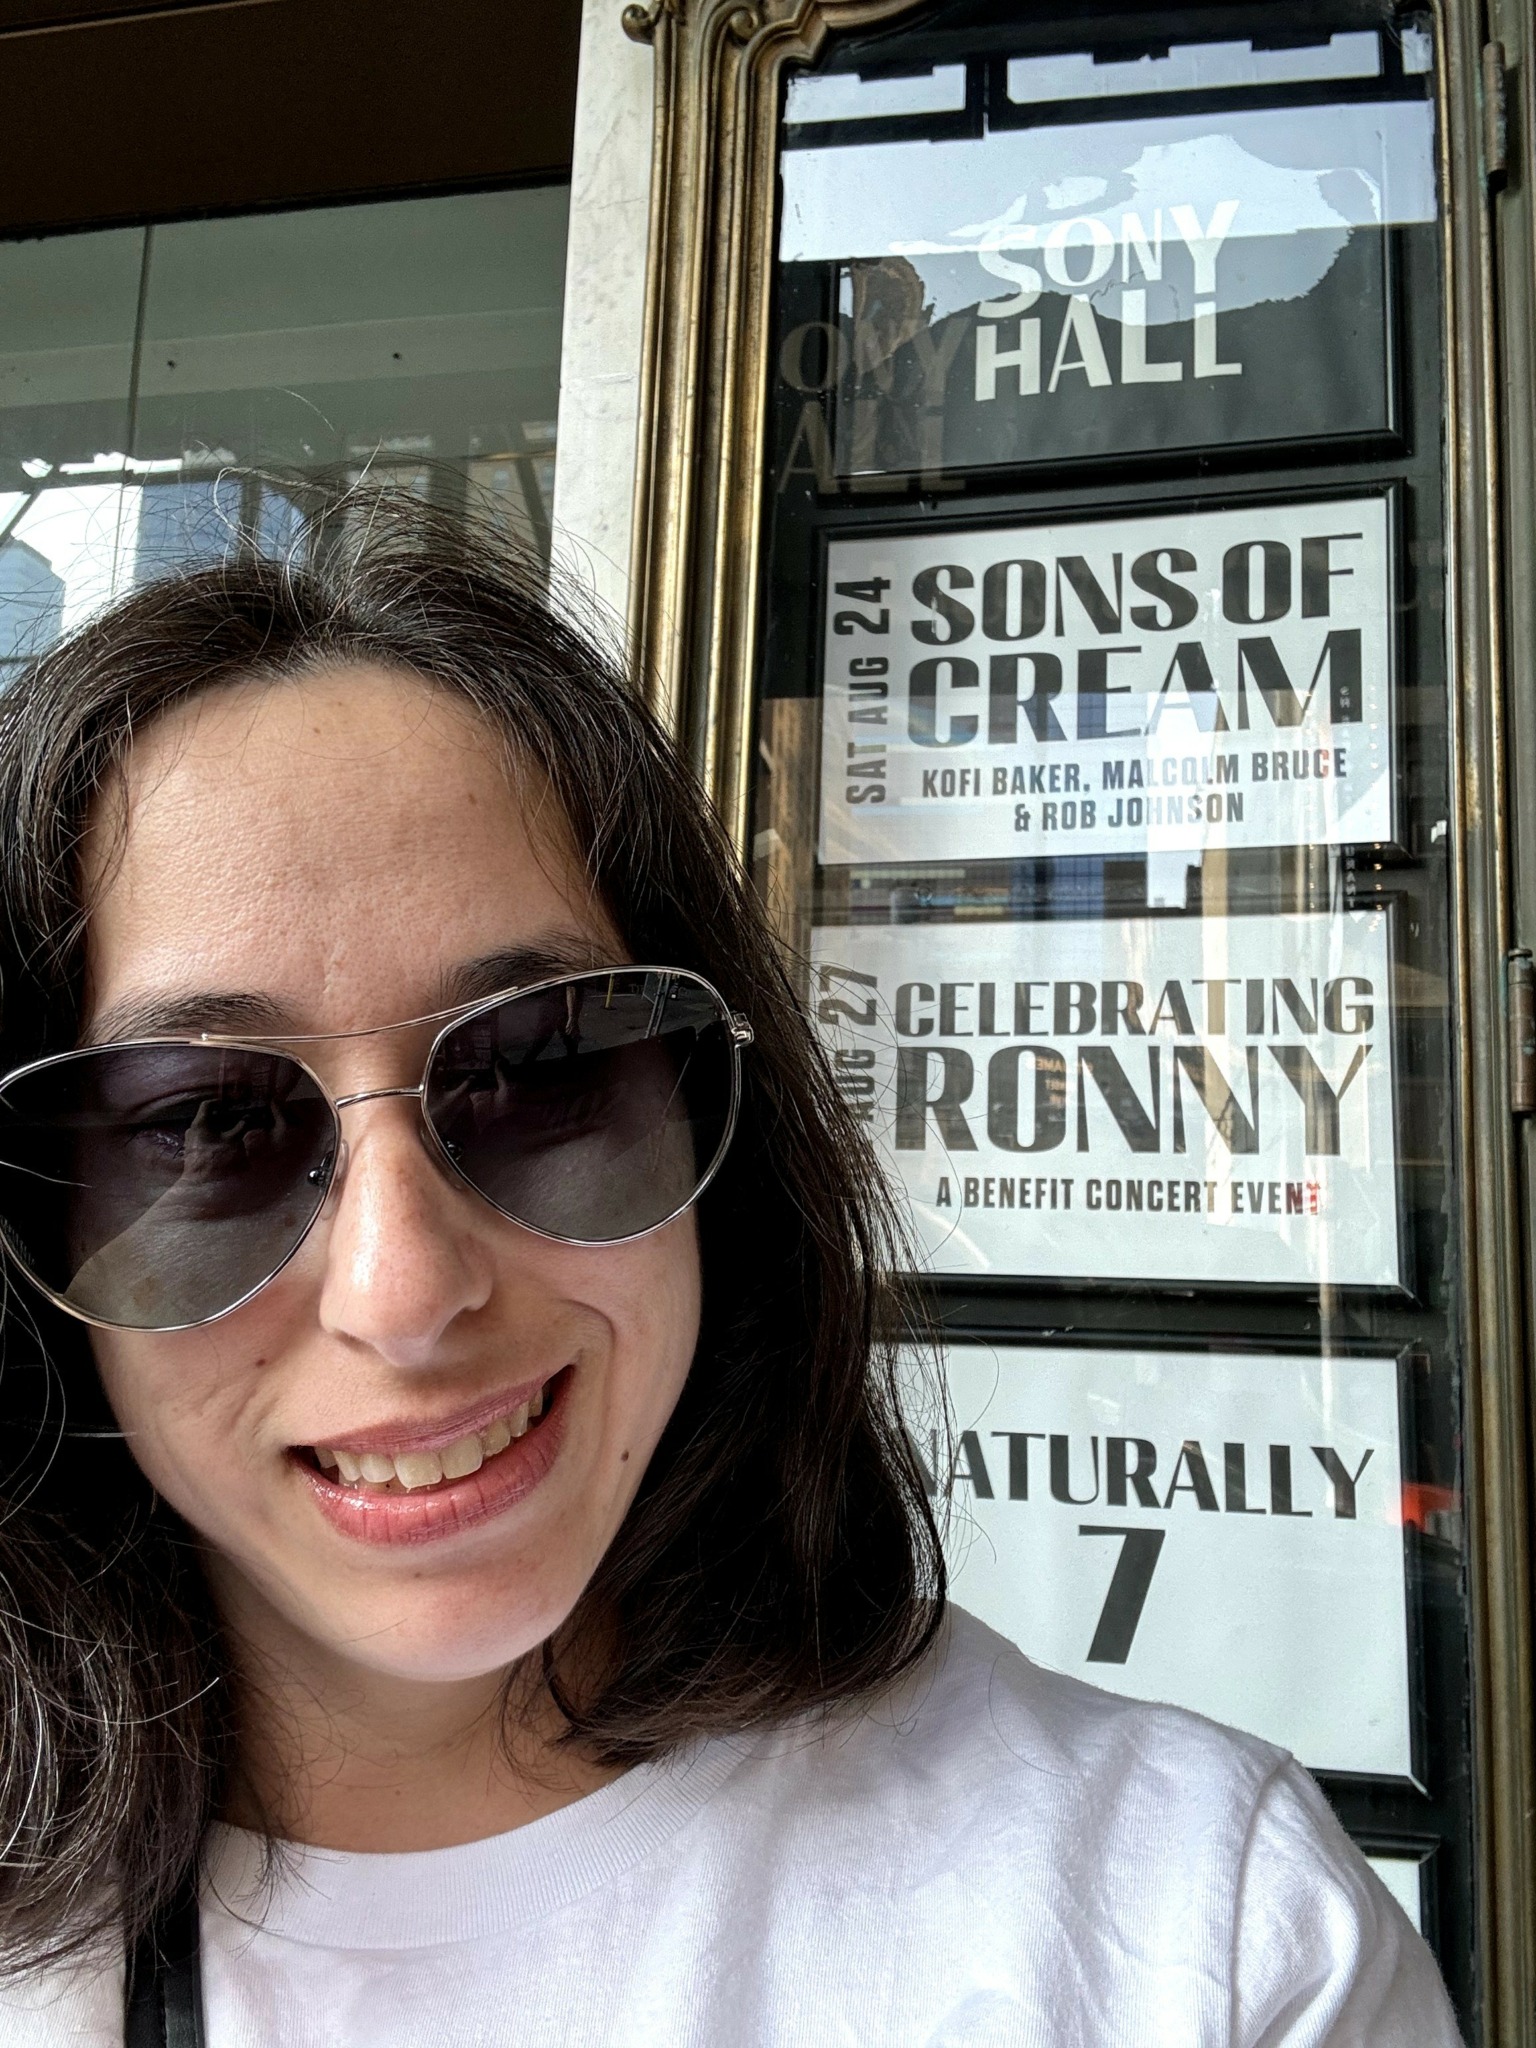 SONY
HALL
SAT AUG 24
SONS OF
CREAM
KOFI BAKER, MALCOLM BRUCE
& ROB JOHNSON
AUG 27
CELEBRATING
RONNY
A BENEFIT CONCERT EVENT
NATURALLY
7